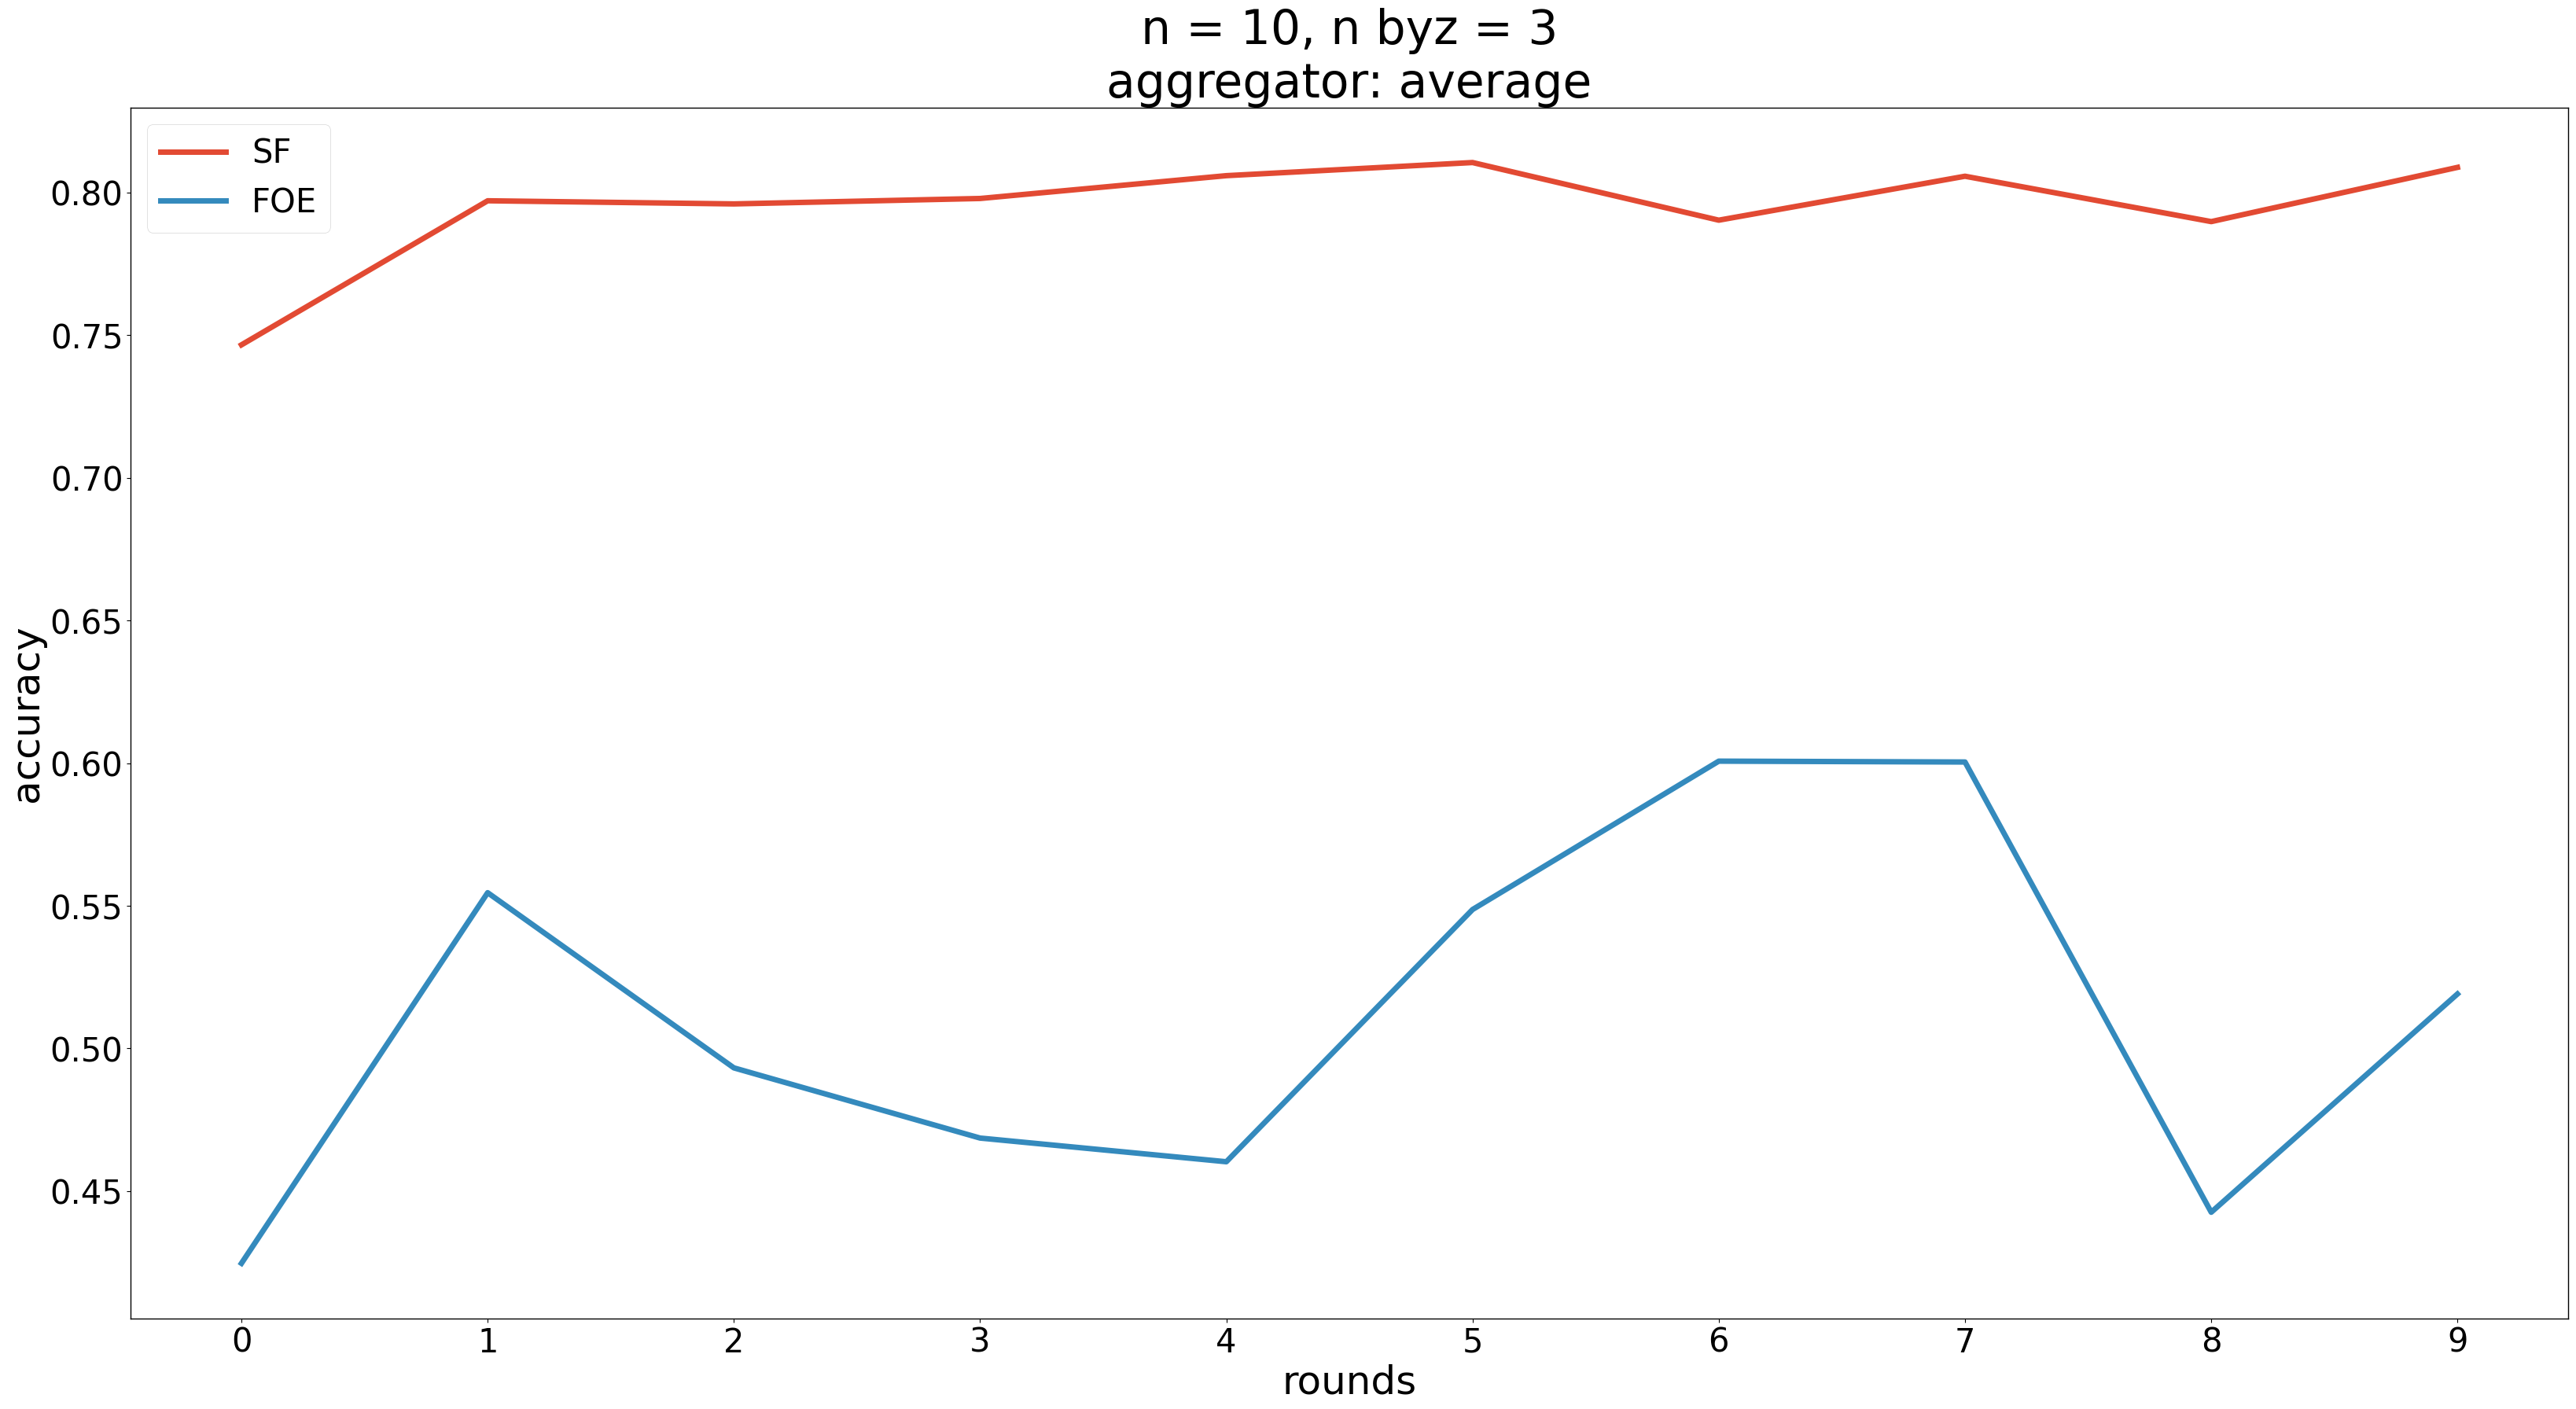 n = 10, n byz = 3
aggregator: average
SF
FOE
0.80
0.75
0.70
0.65
0.60
0.55
0.50
0.45
accuracy
0 1 2 3 4 5 6 7 8 9
rounds